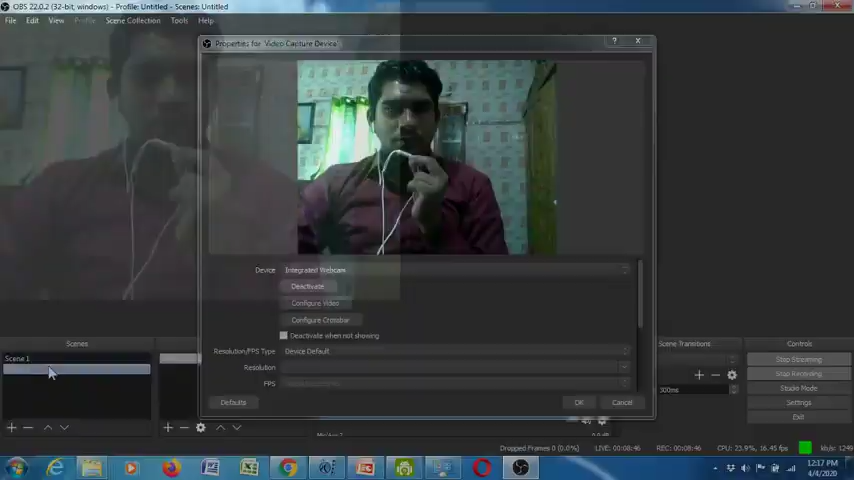 OBS 22.0.2 (32-bit, windows) - Profile: Untitled - Scenes: Untitled
File Edit View Profile Scene Collection Tools Help
Properties for 'Video Capture Device'
Device Integrated Webcam
Deactivate
Configure Video
Configure Crossbar
Deactivate when not showing
Resolution/FPS Type Device Default
Resolution
FPS
Defaults OK Cancel
Scenes
Scene 1
Scene Transitions
300ms
Controls
Stop Streaming
Stop Recording
Studio Mode
Settings
Exit
Dropped Frames 0 (0.0%) LIVE: 00:08:46 REC: 00:08:46 CPU: 23.9%, 16.45 fps kb/s: 1249
12:17 PM
4/4/2020